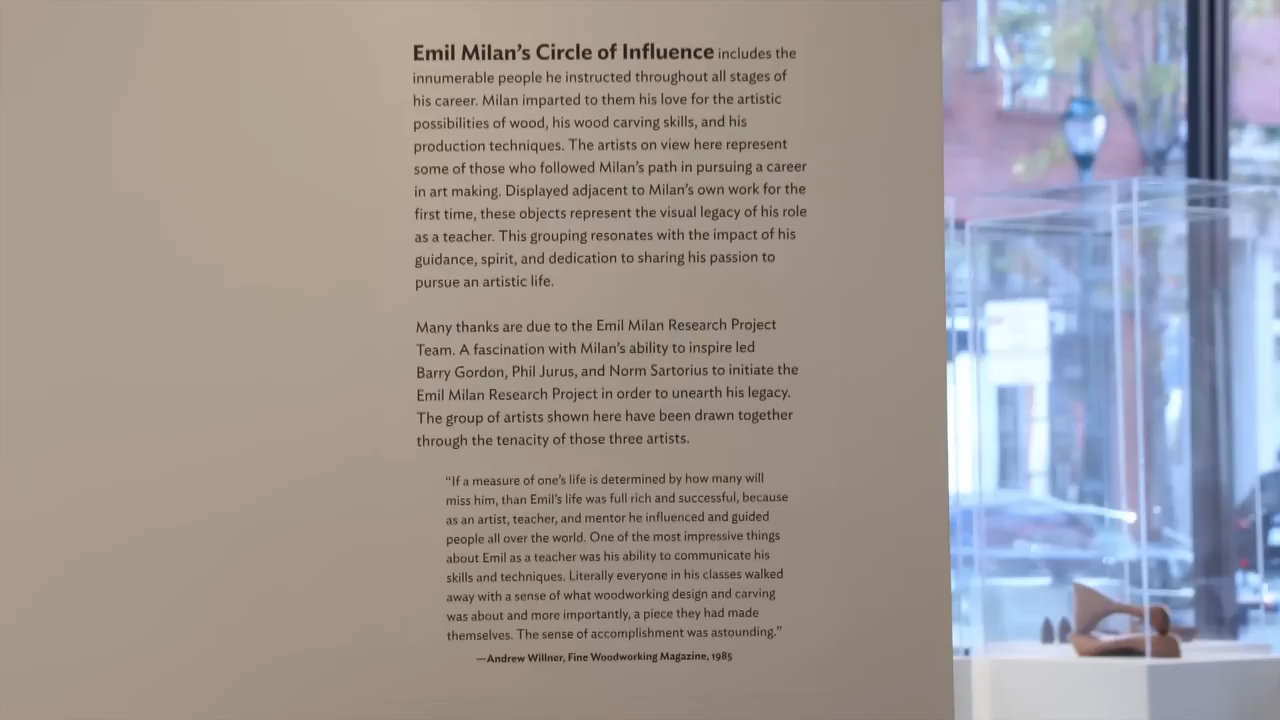 Emil Milan's Circle of Influence includes the
innumerable people he instructed throughout all stages of
his career. Milan imparted to them his love for the artistic
possibilities of wood, his wood carving skills, and his
production techniques. The artists on view here represent
some of those who followed Milan's path in pursuing a career
in art making. Displayed adjacent to Milan's own work for the
first time, these objects represent the visual legacy of his role
as a teacher. This grouping resonates with the impact of his
guidance, spirit, and dedication to sharing his passion to
pursue an artistic life.
Many thanks are due to the Emil Milan Research Project
Team. A fascination with Milan's ability to inspire led
Barry Gordon, Phil Jurus, and Norm Sartorius to initiate the
Emil Milan Research Project in order to unearth his legacy.
The group of artists shown here have been drawn together
through the tenacity of those three artists.
“If a measure of one's life is determined by how many will
miss him, than Emil's life was full rich and successful, because
as an artist, teacher, and mentor he influenced and guided
people all over the world. One of the most impressive things
about Emil as a teacher was his ability to communicate his
skills and techniques. Literally everyone in his classes walked
away with a sense of what woodworking design and carving
was about and more importantly, a piece they had made
themselves. The sense of accomplishment was astounding.”
—Andrew Willner, Fine Woodworking Magazine, 1985